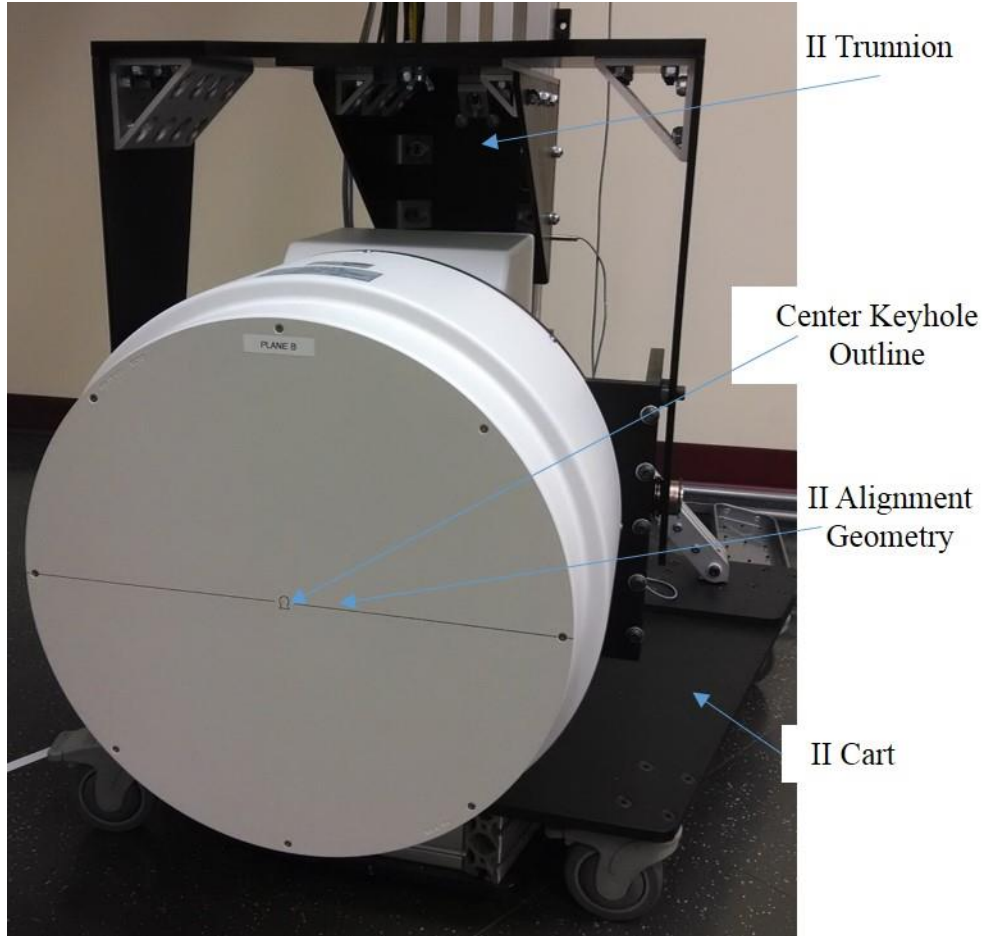 II Trunnion
PLANE B
Center Keyhole
Outline
II Alignment
Geometry
II Cart